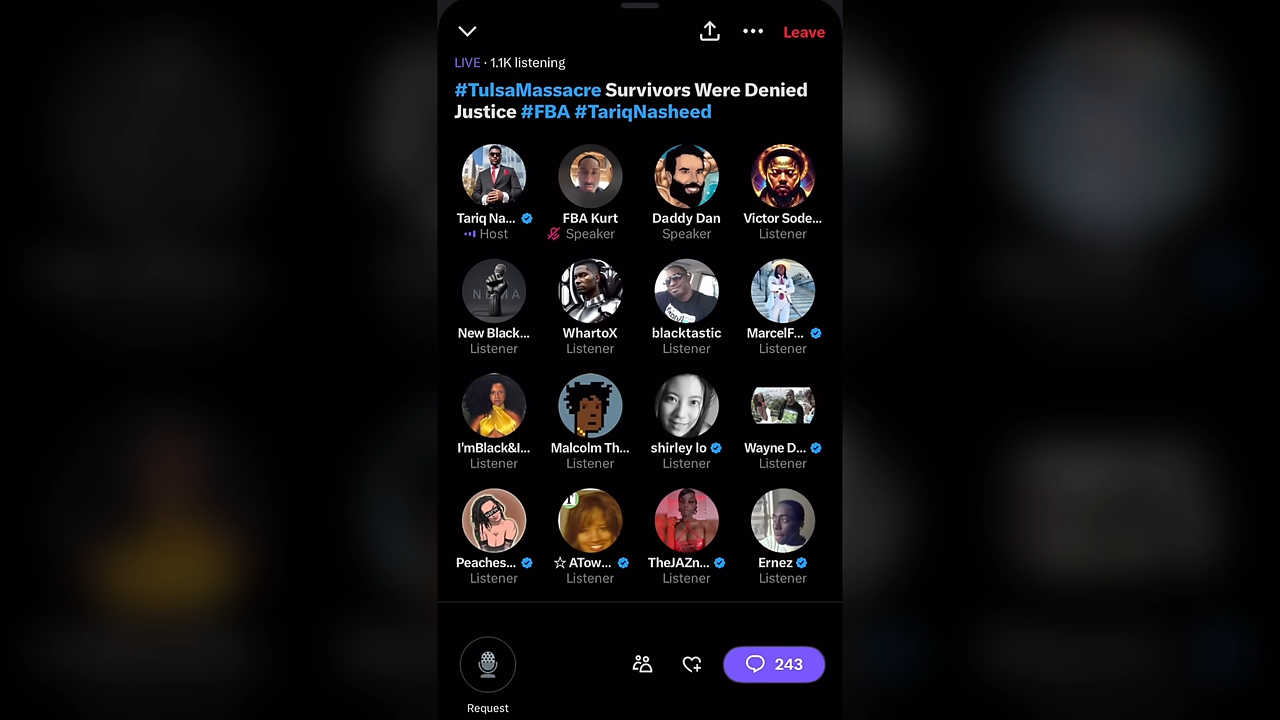 Leave
LIVE · 1.1K listening
#TulsaMassacre Survivors Were Denied
Justice #FBA #TariqNasheed
Tariq Na... FBA Kurt Daddy Dan Victor Sode...
Host Speaker Speaker Listener
NEMA
New Black... WhartoX blacktastic MarcelF...
Listener Listener Listener Listener
I'mBlack&I... Malcolm Th... shirley lo Wayne D...
Listener Listener Listener Listener
Peaches... ☆ ATow... TheJAZn... Ernez
Listener Listener Listener Listener
243
Request